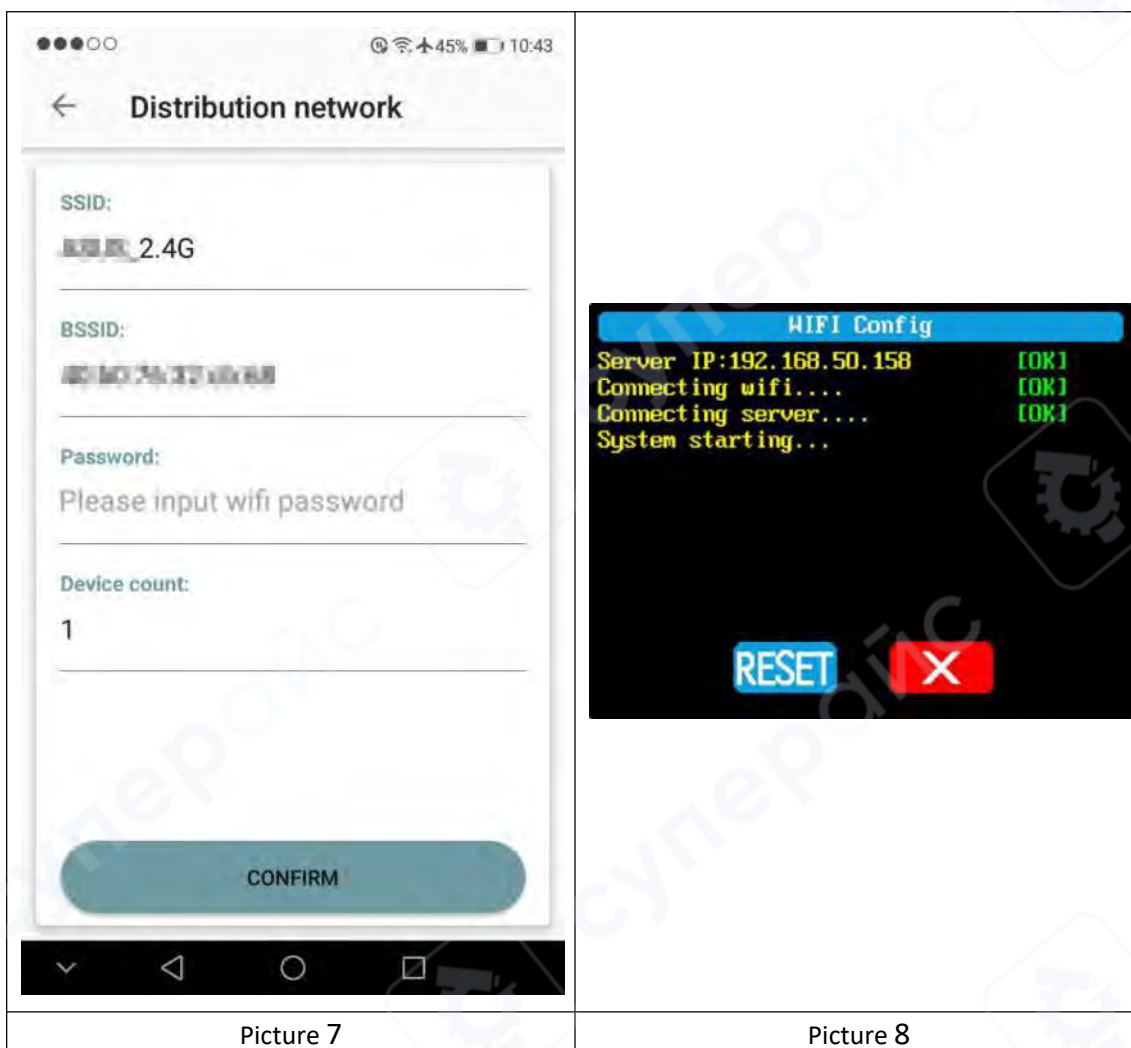 45% 10:43
Distribution network
SSID:
_2.4G
BSSID:
Password:
Please input wifi password
Device count:
1
CONFIRM
Picture 7
WIFI Config
Server IP:192.168.50.158 [OK]
Connecting wifi.... [OK]
Connecting server.... [OK]
System starting...
RESET
X
Picture 8
супер айс